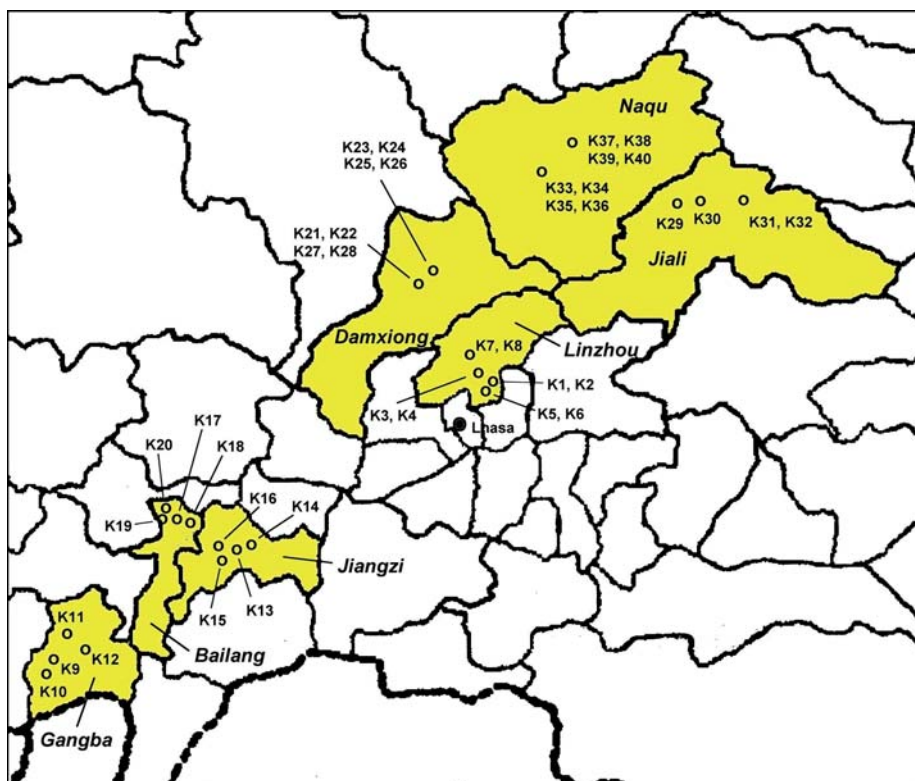 Naqu
K23, K24
K25, K26
K37, K38
K39, K40
K33, K34
K35, K36
K29
K30
K31, K32
K21, K22
K27, K28
Jiali
Damxiong
Linzhou
K7, K8
K1, K2
K3, K4
K5, K6
Lhasa
K17
K20
K18
K16
K14
K19
Jiangzi
K15
K13
K11
K12
Bailang
K9
K10
Gangba